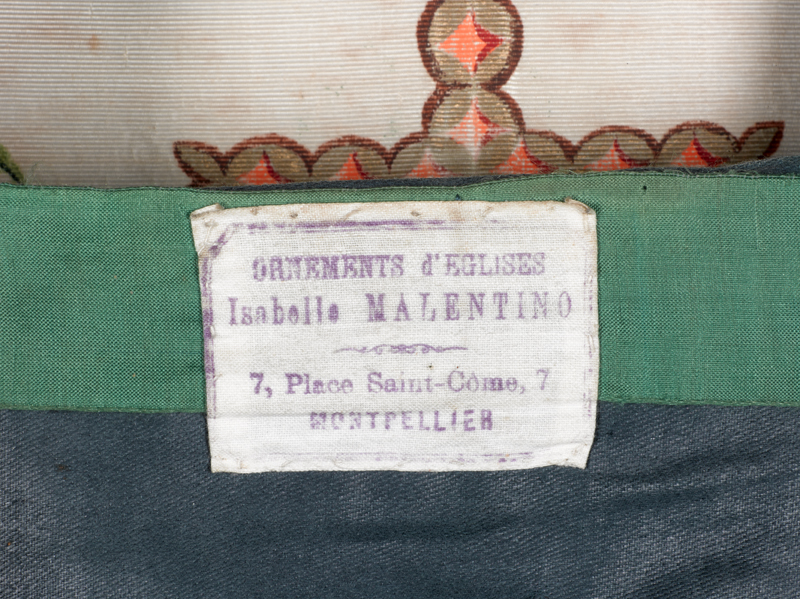 ORNEMENTS d'EGLISES
Isabelle MALENTINO
7, Place Saint-Côme, 7
MONTPELLIER